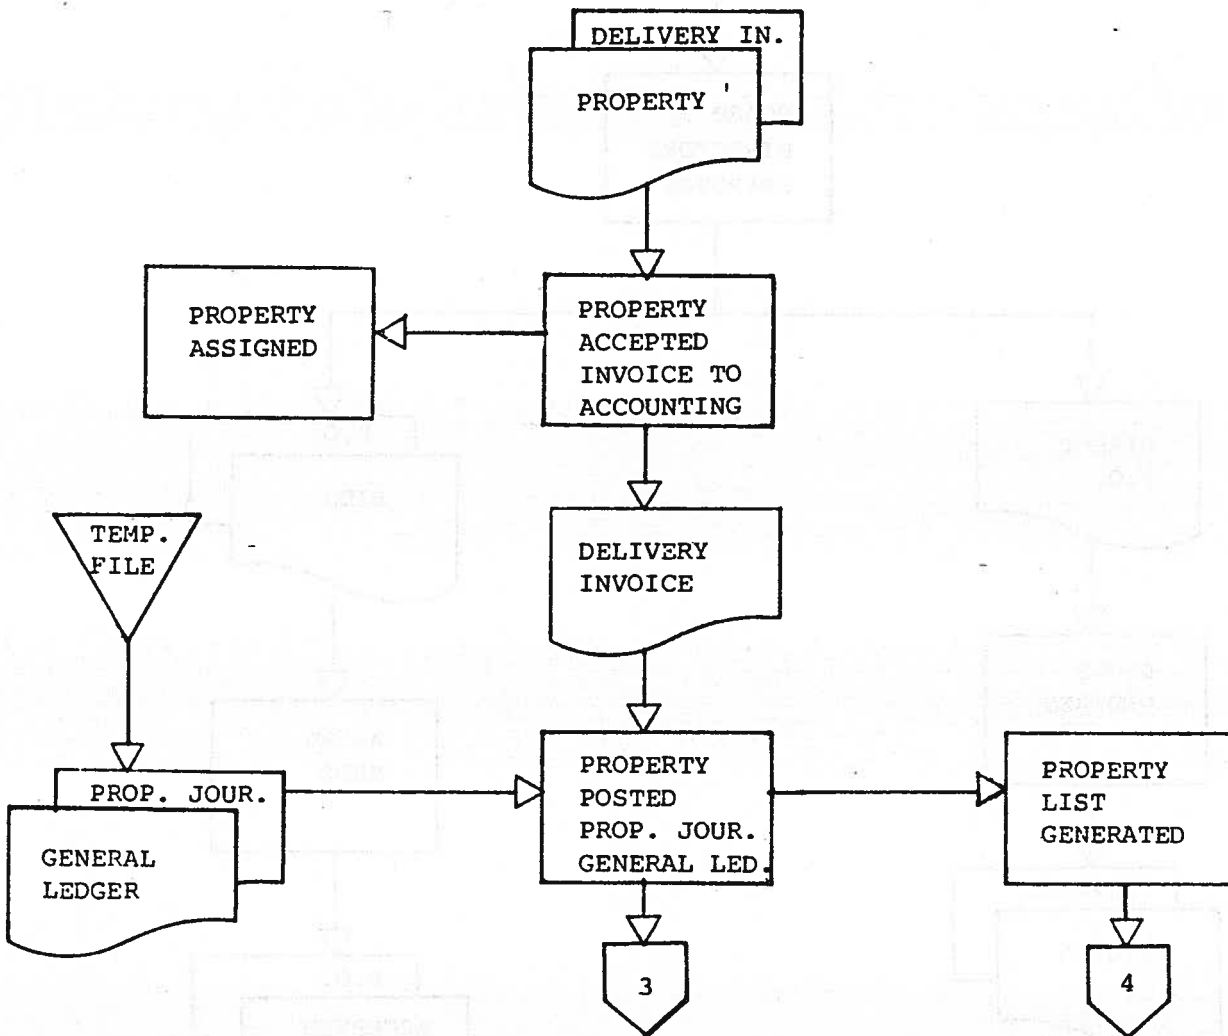 DELIVERY IN.
PROPERTY
PROPERTY
ASSIGNED
PROPERTY
ACCEPTED
INVOICE TO
ACCOUNTING
TEMP.
FILE
DELIVERY
INVOICE
PROP. JOUR.
GENERAL
LEDGER
PROPERTY
POSTED
PROP. JOUR.
GENERAL LED.
PROPERTY
LIST
GENERATED
3
4